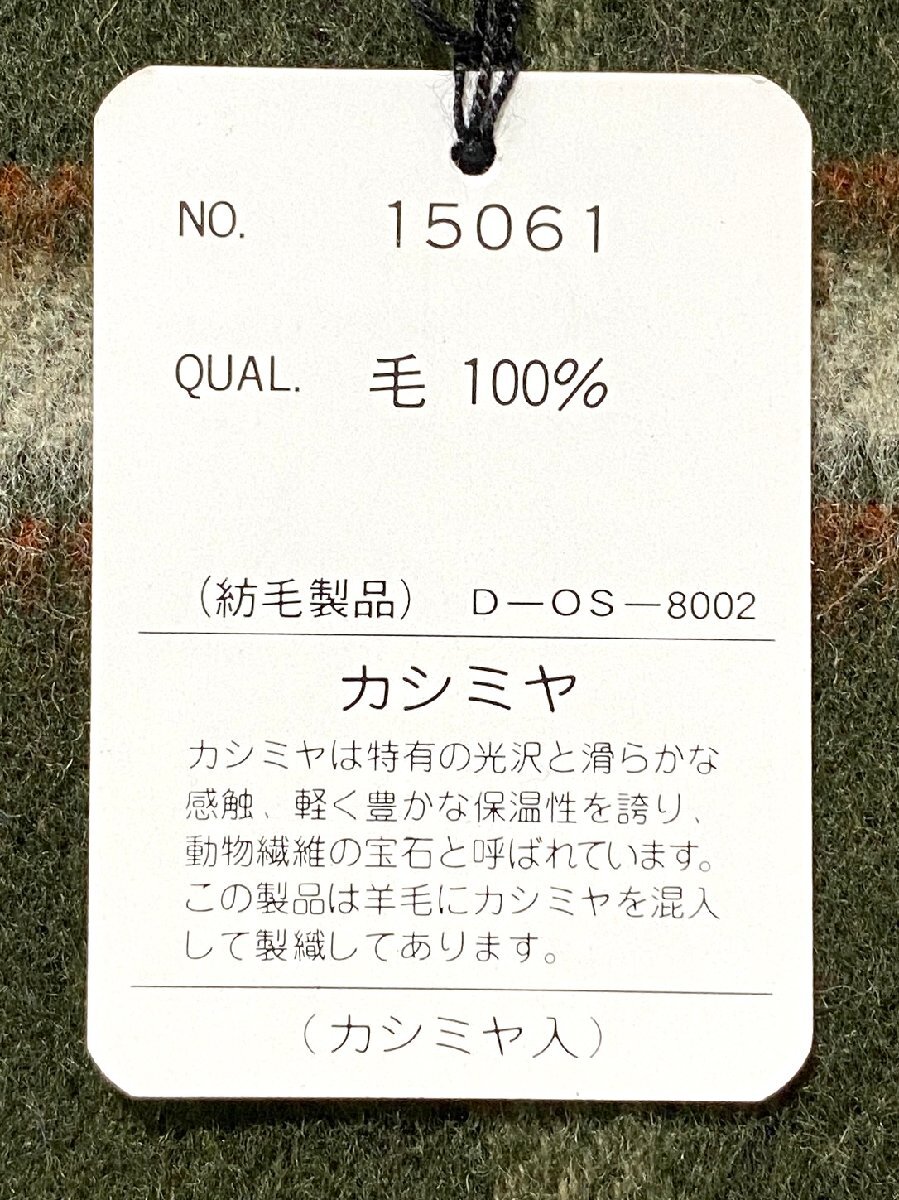 NO. 15061
QUAL. 毛 100%
（紡毛製品） D－OS－8002
カシミヤ
カシミヤは特有の光沢と滑らかな
感触、軽く豊かな保温性を誇り、
動物繊維の宝石と呼ばれています。
この製品は羊毛にカシミヤを混入
して製織してあります。
（カシミヤ入）